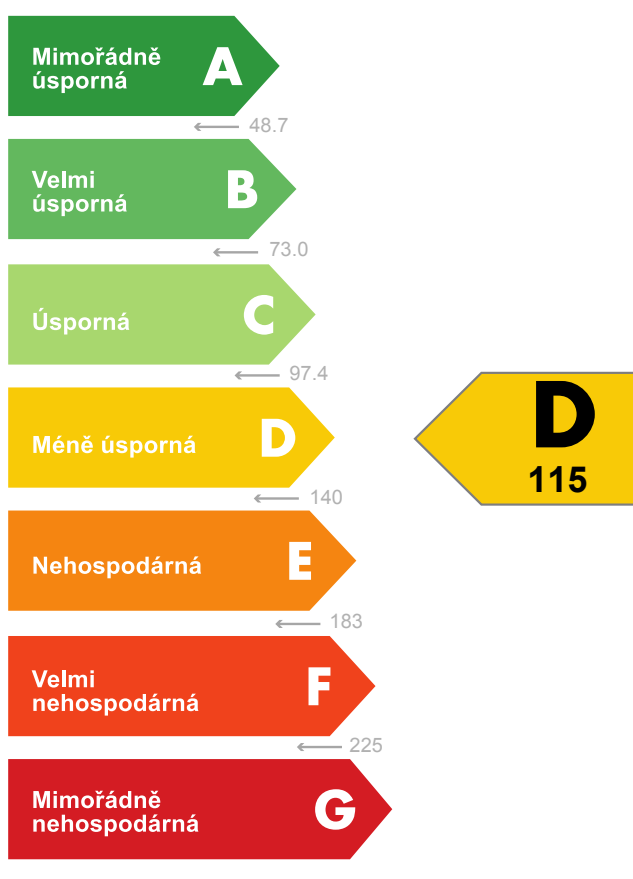 Mimořádně
úsporná
A
← 48.7
Velmi
úsporná
B
← 73.0
Úsporná
C
← 97.4
Méně úsporná
D
← 140
D
115
Nehospodárná
E
← 183
Velmi
nehospodárná
F
← 225
Mimořádně
nehospodárná
G